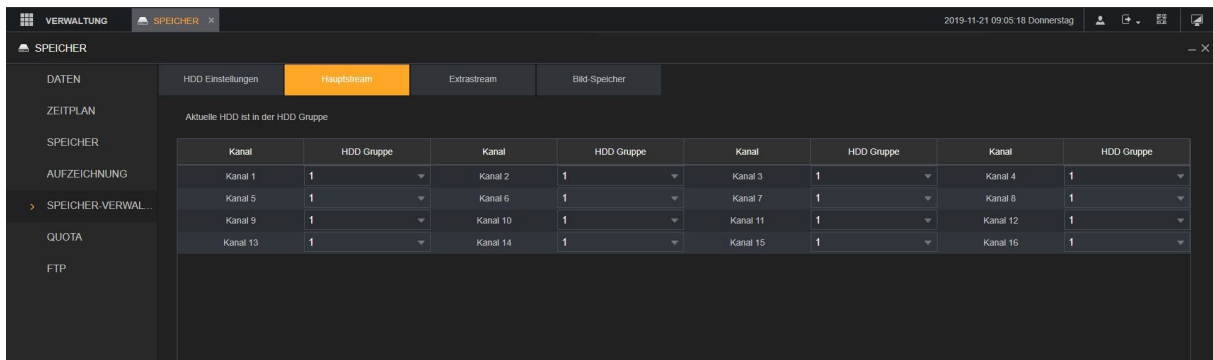 VERWALTUNG SPEICHER × 2019-11-21 09:05:18 Donnerstag
SPEICHER
DATEN
ZEITPLAN
SPEICHER
AUFZEICHNUNG
SPEICHER-VERWAL...
QUOTA
FTP
HDD Einstellungen Hauptstream Extrastream Bild-Speicher
Aktuelle HDD ist in der HDD Gruppe
Kanal HDD Gruppe Kanal HDD Gruppe Kanal HDD Gruppe Kanal HDD Gruppe
Kanal 1 1 Kanal 2 1 Kanal 3 1 Kanal 4 1
Kanal 5 1 Kanal 6 1 Kanal 7 1 Kanal 8 1
Kanal 9 1 Kanal 10 1 Kanal 11 1 Kanal 12 1
Kanal 13 1 Kanal 14 1 Kanal 15 1 Kanal 16 1